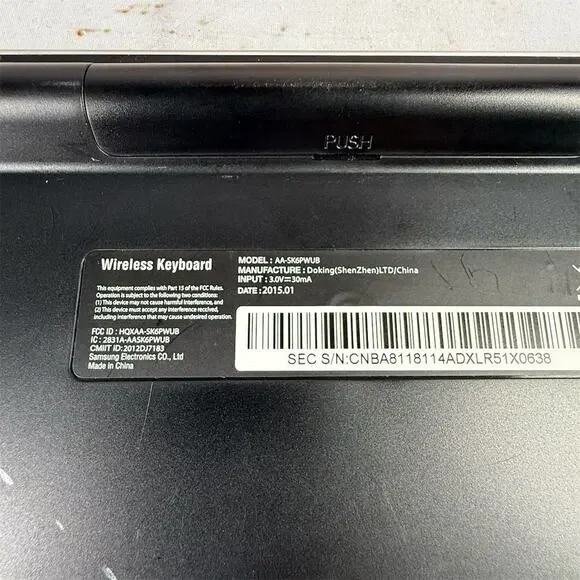 PUSH
Wireless Keyboard
This equipment complies with Part 15 of the FCC Rules.
Operation is subject to the following two conditions:
(1) This device may not cause harmful interference, and
(2) This device must accept any interference received,
including interference that may cause undesired
operation.
FCC ID : HQXAA-SK6PWUB
IC : 2831A-AASK6PWUB
CMIIT ID:2012DJ7183
Samsung Electronics CO., LTD
Made in China
MODEL : AA-SK6PWUB
MANUFACTURE : Doking(ShenZhen)LTD/China
INPUT : 3.0V⎓30mA
DATE :2015.01
SEC S/N:CNBA8118114ADXLR51X0638